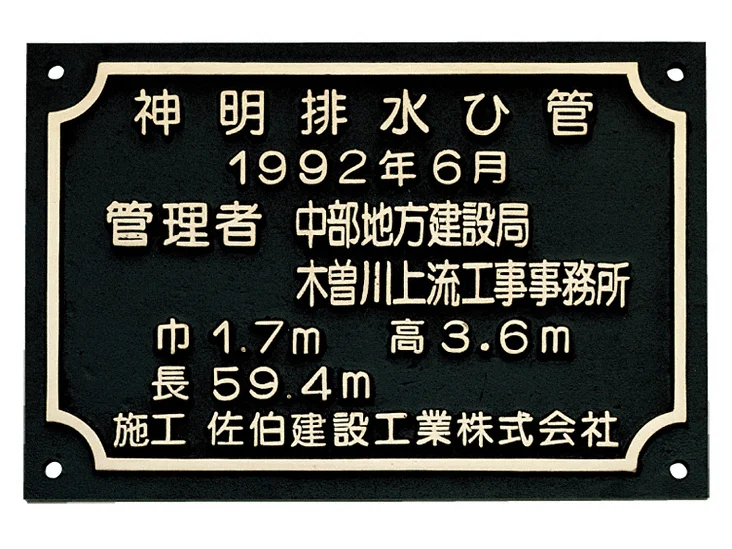 神明排水ひ管
1992年6月
管理者 中部地方建設局
木曽川上流工事事務所
巾 1.7m 高 3.6m
長 59.4m
施工 佐伯建設工業株式会社